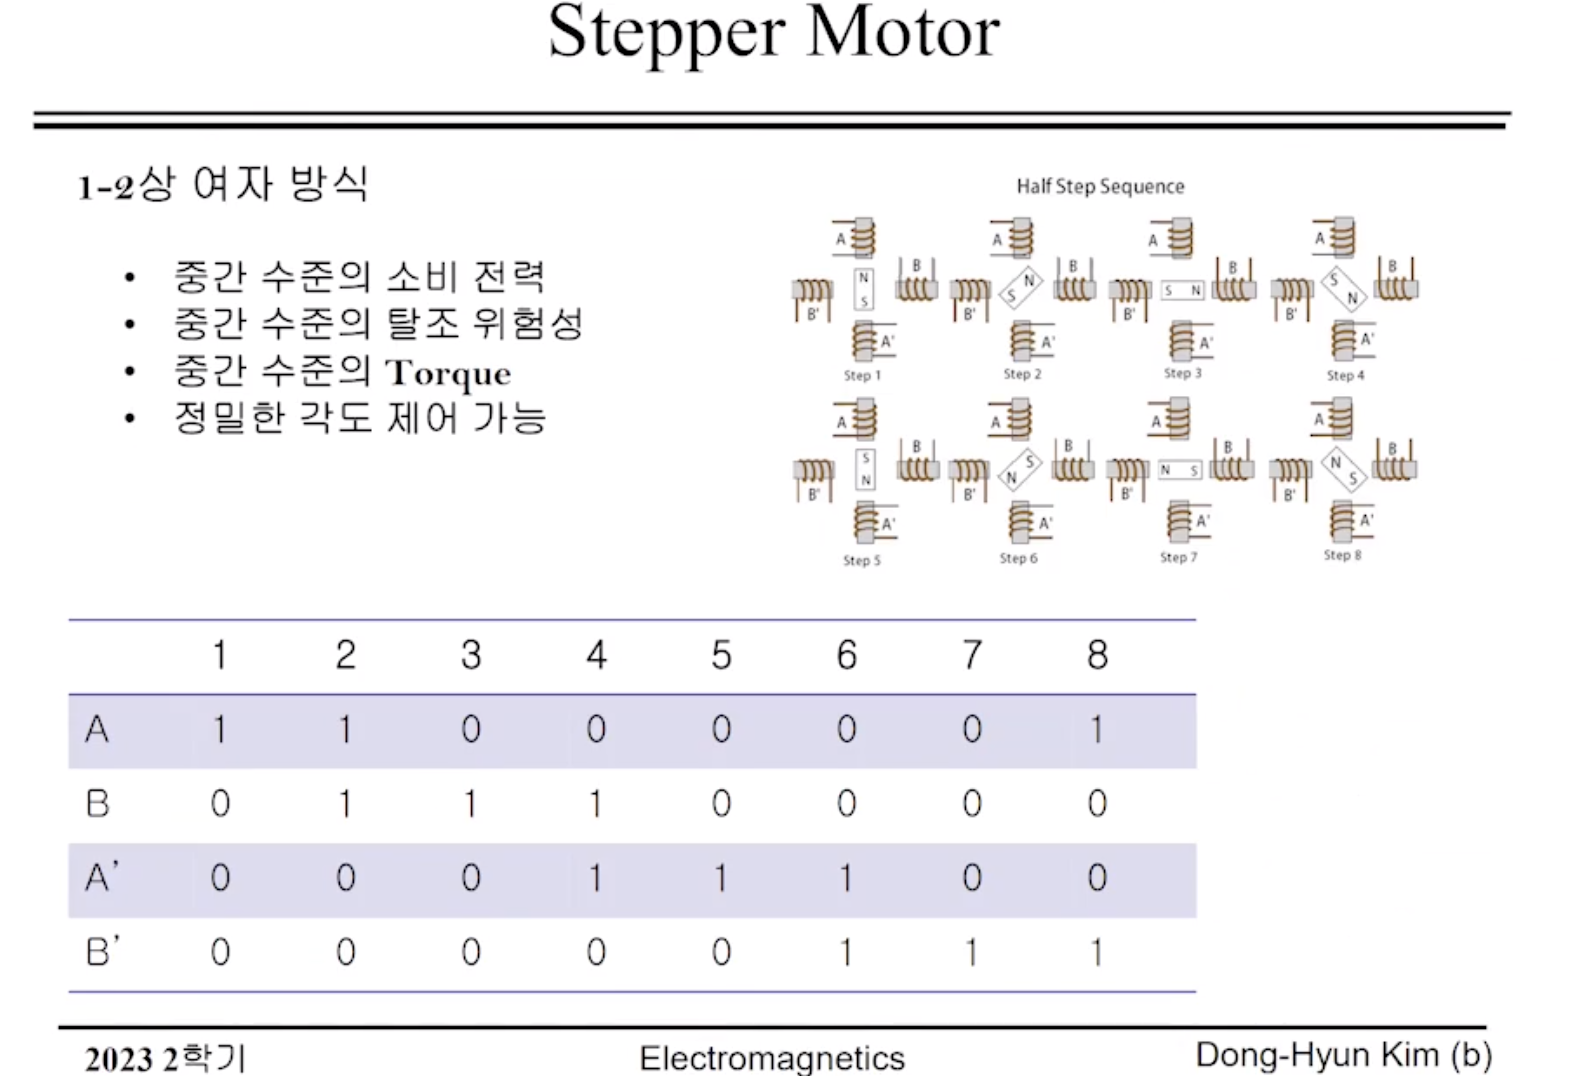 Stepper Motor
1-2상 여자 방식
• 중간 수준의 소비 전력
• 중간 수준의 탈조 위험성
• 중간 수준의 Torque
• 정밀한 각도 제어 가능
Half Step Sequence
A
B
N
S
B'
A'
Step 1
A
B
N
S
B'
A'
Step 2
A
B
S N
B'
A'
Step 3
A
B
S
N
B'
A'
Step 4
A
B
S
N
B'
A'
Step 5
A
B
S
N
B'
A'
Step 6
A
B
N S
B'
A'
Step 7
A
B
N
S
B'
A'
Step 8
1 2 3 4 5 6 7 8
A 1 1 0 0 0 0 0 1
B 0 1 1 1 0 0 0 0
A’ 0 0 0 1 1 1 0 0
B’ 0 0 0 0 0 1 1 1
2023 2학기 Electromagnetics Dong-Hyun Kim (b)